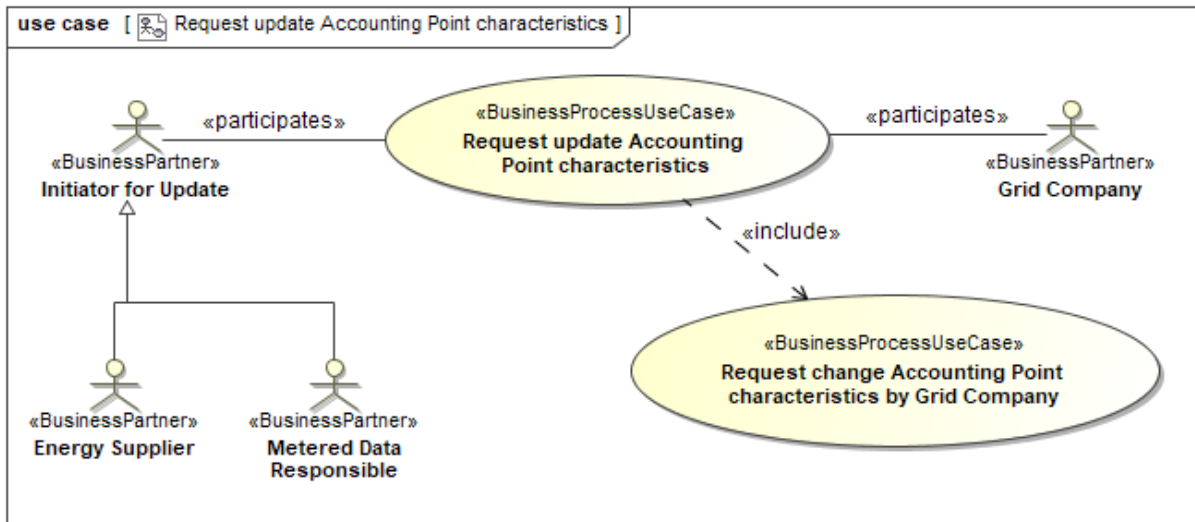 use case [ Request update Accounting Point characteristics ]
«BusinessPartner»
Initiator for Update
«participates»
«BusinessProcessUseCase»
Request update Accounting
Point characteristics
«participates»
«BusinessPartner»
Grid Company
«include»
«BusinessProcessUseCase»
Request change Accounting Point
characteristics by Grid Company
«BusinessPartner»
Energy Supplier
«BusinessPartner»
Metered Data
Responsible